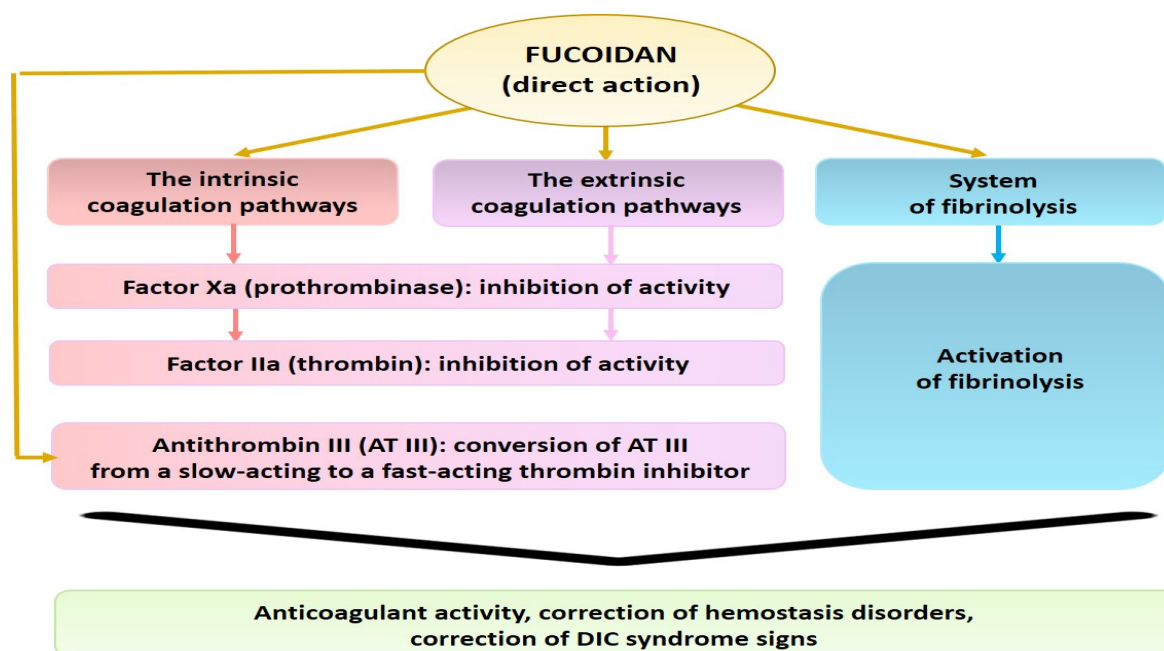 FUCOIDAN
(direct action)
The intrinsic
coagulation pathways
The extrinsic
coagulation pathways
System
of fibrinolysis
Factor Xa (prothrombinase): inhibition of activity
Factor IIa (thrombin): inhibition of activity
Activation
of fibrinolysis
Antithrombin III (AT III): conversion of AT III
from a slow-acting to a fast-acting thrombin inhibitor
Anticoagulant activity, correction of hemostasis disorders,
correction of DIC syndrome signs